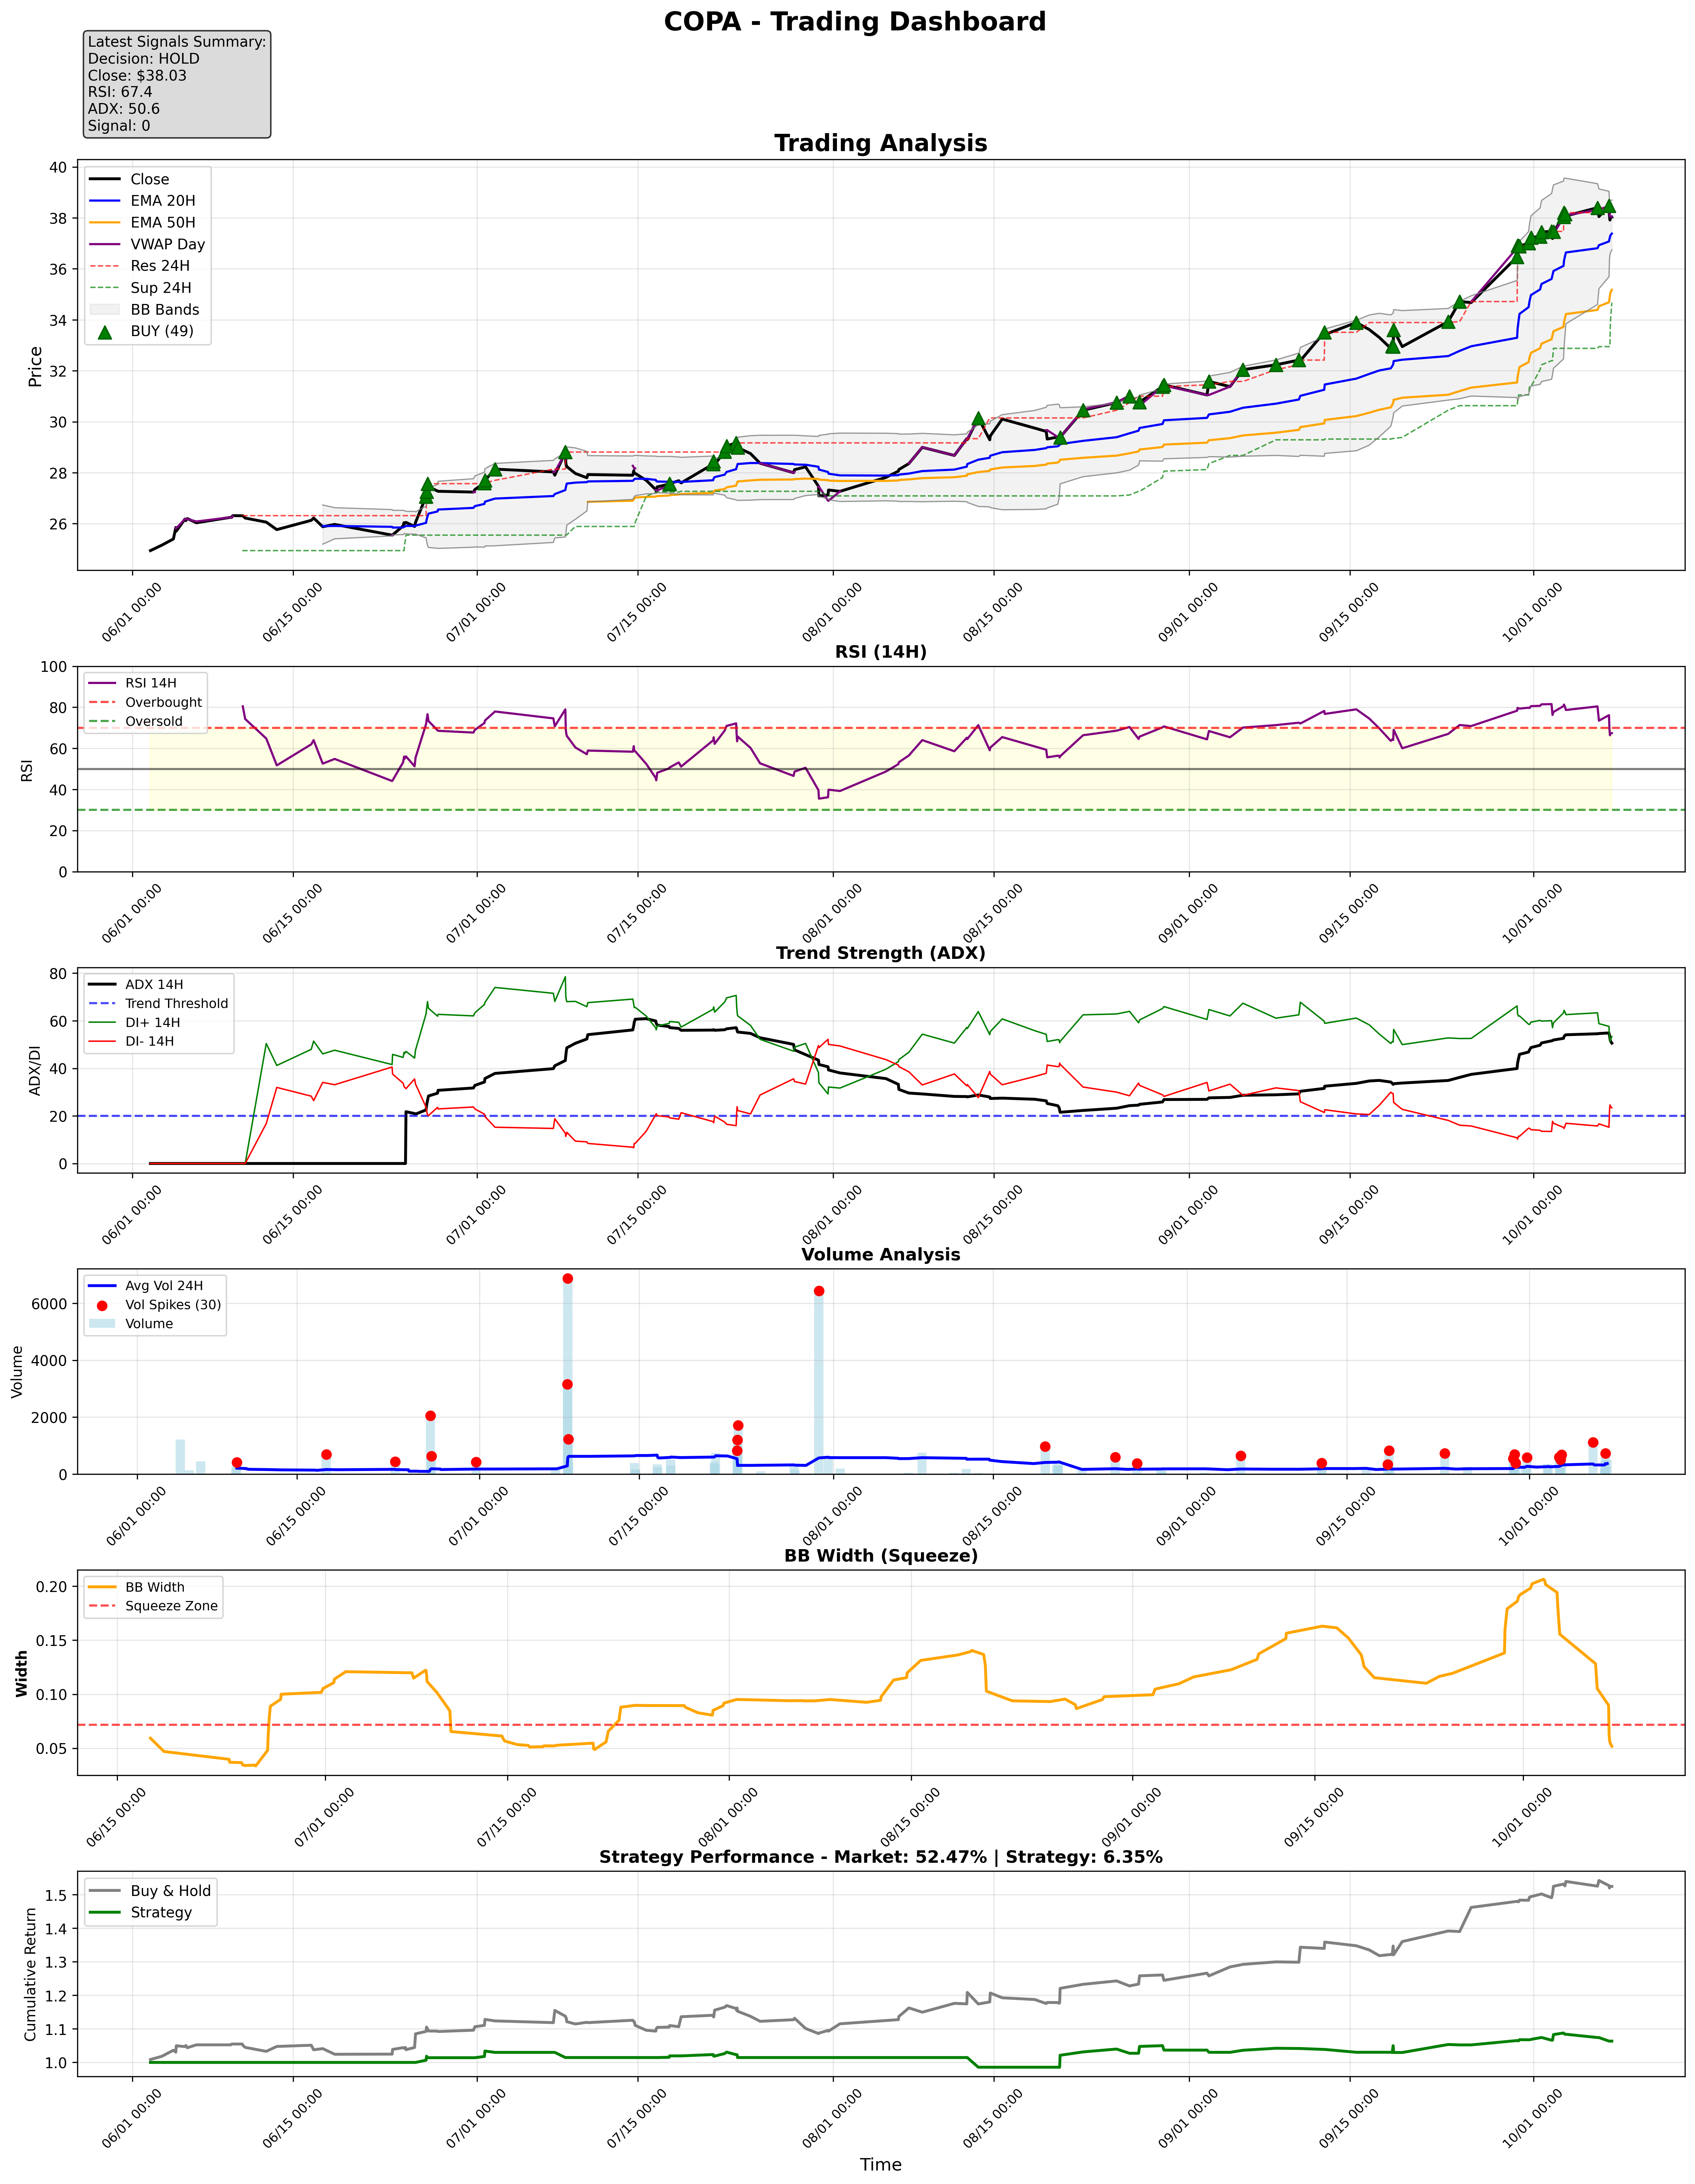 COPA - Trading Dashboard
Latest Signals Summary:
Decision: HOLD
Close: $38.03
RSI: 67.4
ADX: 50.6
Signal: 0
Trading Analysis
Close
EMA 20H
EMA 50H
VWAP Day
Res 24H
Sup 24H
BB Bands
BUY (49)
Price
40
38
36
34
32
30
28
26
06/01 00:00
06/15 00:00
07/01 00:00
07/15 00:00
08/01 00:00
08/15 00:00
09/01 00:00
09/15 00:00
10/01 00:00
RSI (14H)
RSI 14H
Overbought
Oversold
RSI
100
80
60
40
20
0
06/01 00:00
06/15 00:00
07/01 00:00
07/15 00:00
08/01 00:00
08/15 00:00
09/01 00:00
09/15 00:00
10/01 00:00
Trend Strength (ADX)
ADX 14H
Trend Threshold
DI+ 14H
DI- 14H
ADX/DI
80
60
40
20
0
06/01 00:00
06/15 00:00
07/01 00:00
07/15 00:00
08/01 00:00
08/15 00:00
09/01 00:00
09/15 00:00
10/01 00:00
Volume Analysis
Avg Vol 24H
Vol Spikes (30)
Volume
Volume
6000
4000
2000
0
06/01 00:00
06/15 00:00
07/01 00:00
07/15 00:00
08/01 00:00
08/15 00:00
09/01 00:00
09/15 00:00
10/01 00:00
BB Width (Squeeze)
BB Width
Squeeze Zone
Width
0.20
0.15
0.10
0.05
06/15 00:00
07/01 00:00
07/15 00:00
08/01 00:00
08/15 00:00
09/01 00:00
09/15 00:00
10/01 00:00
Strategy Performance - Market: 52.47% | Strategy: 6.35%
Buy & Hold
Strategy
Cumulative Return
1.5
1.4
1.3
1.2
1.1
1.0
06/01 00:00
06/15 00:00
07/01 00:00
07/15 00:00
08/01 00:00
08/15 00:00
09/01 00:00
09/15 00:00
10/01 00:00
Time